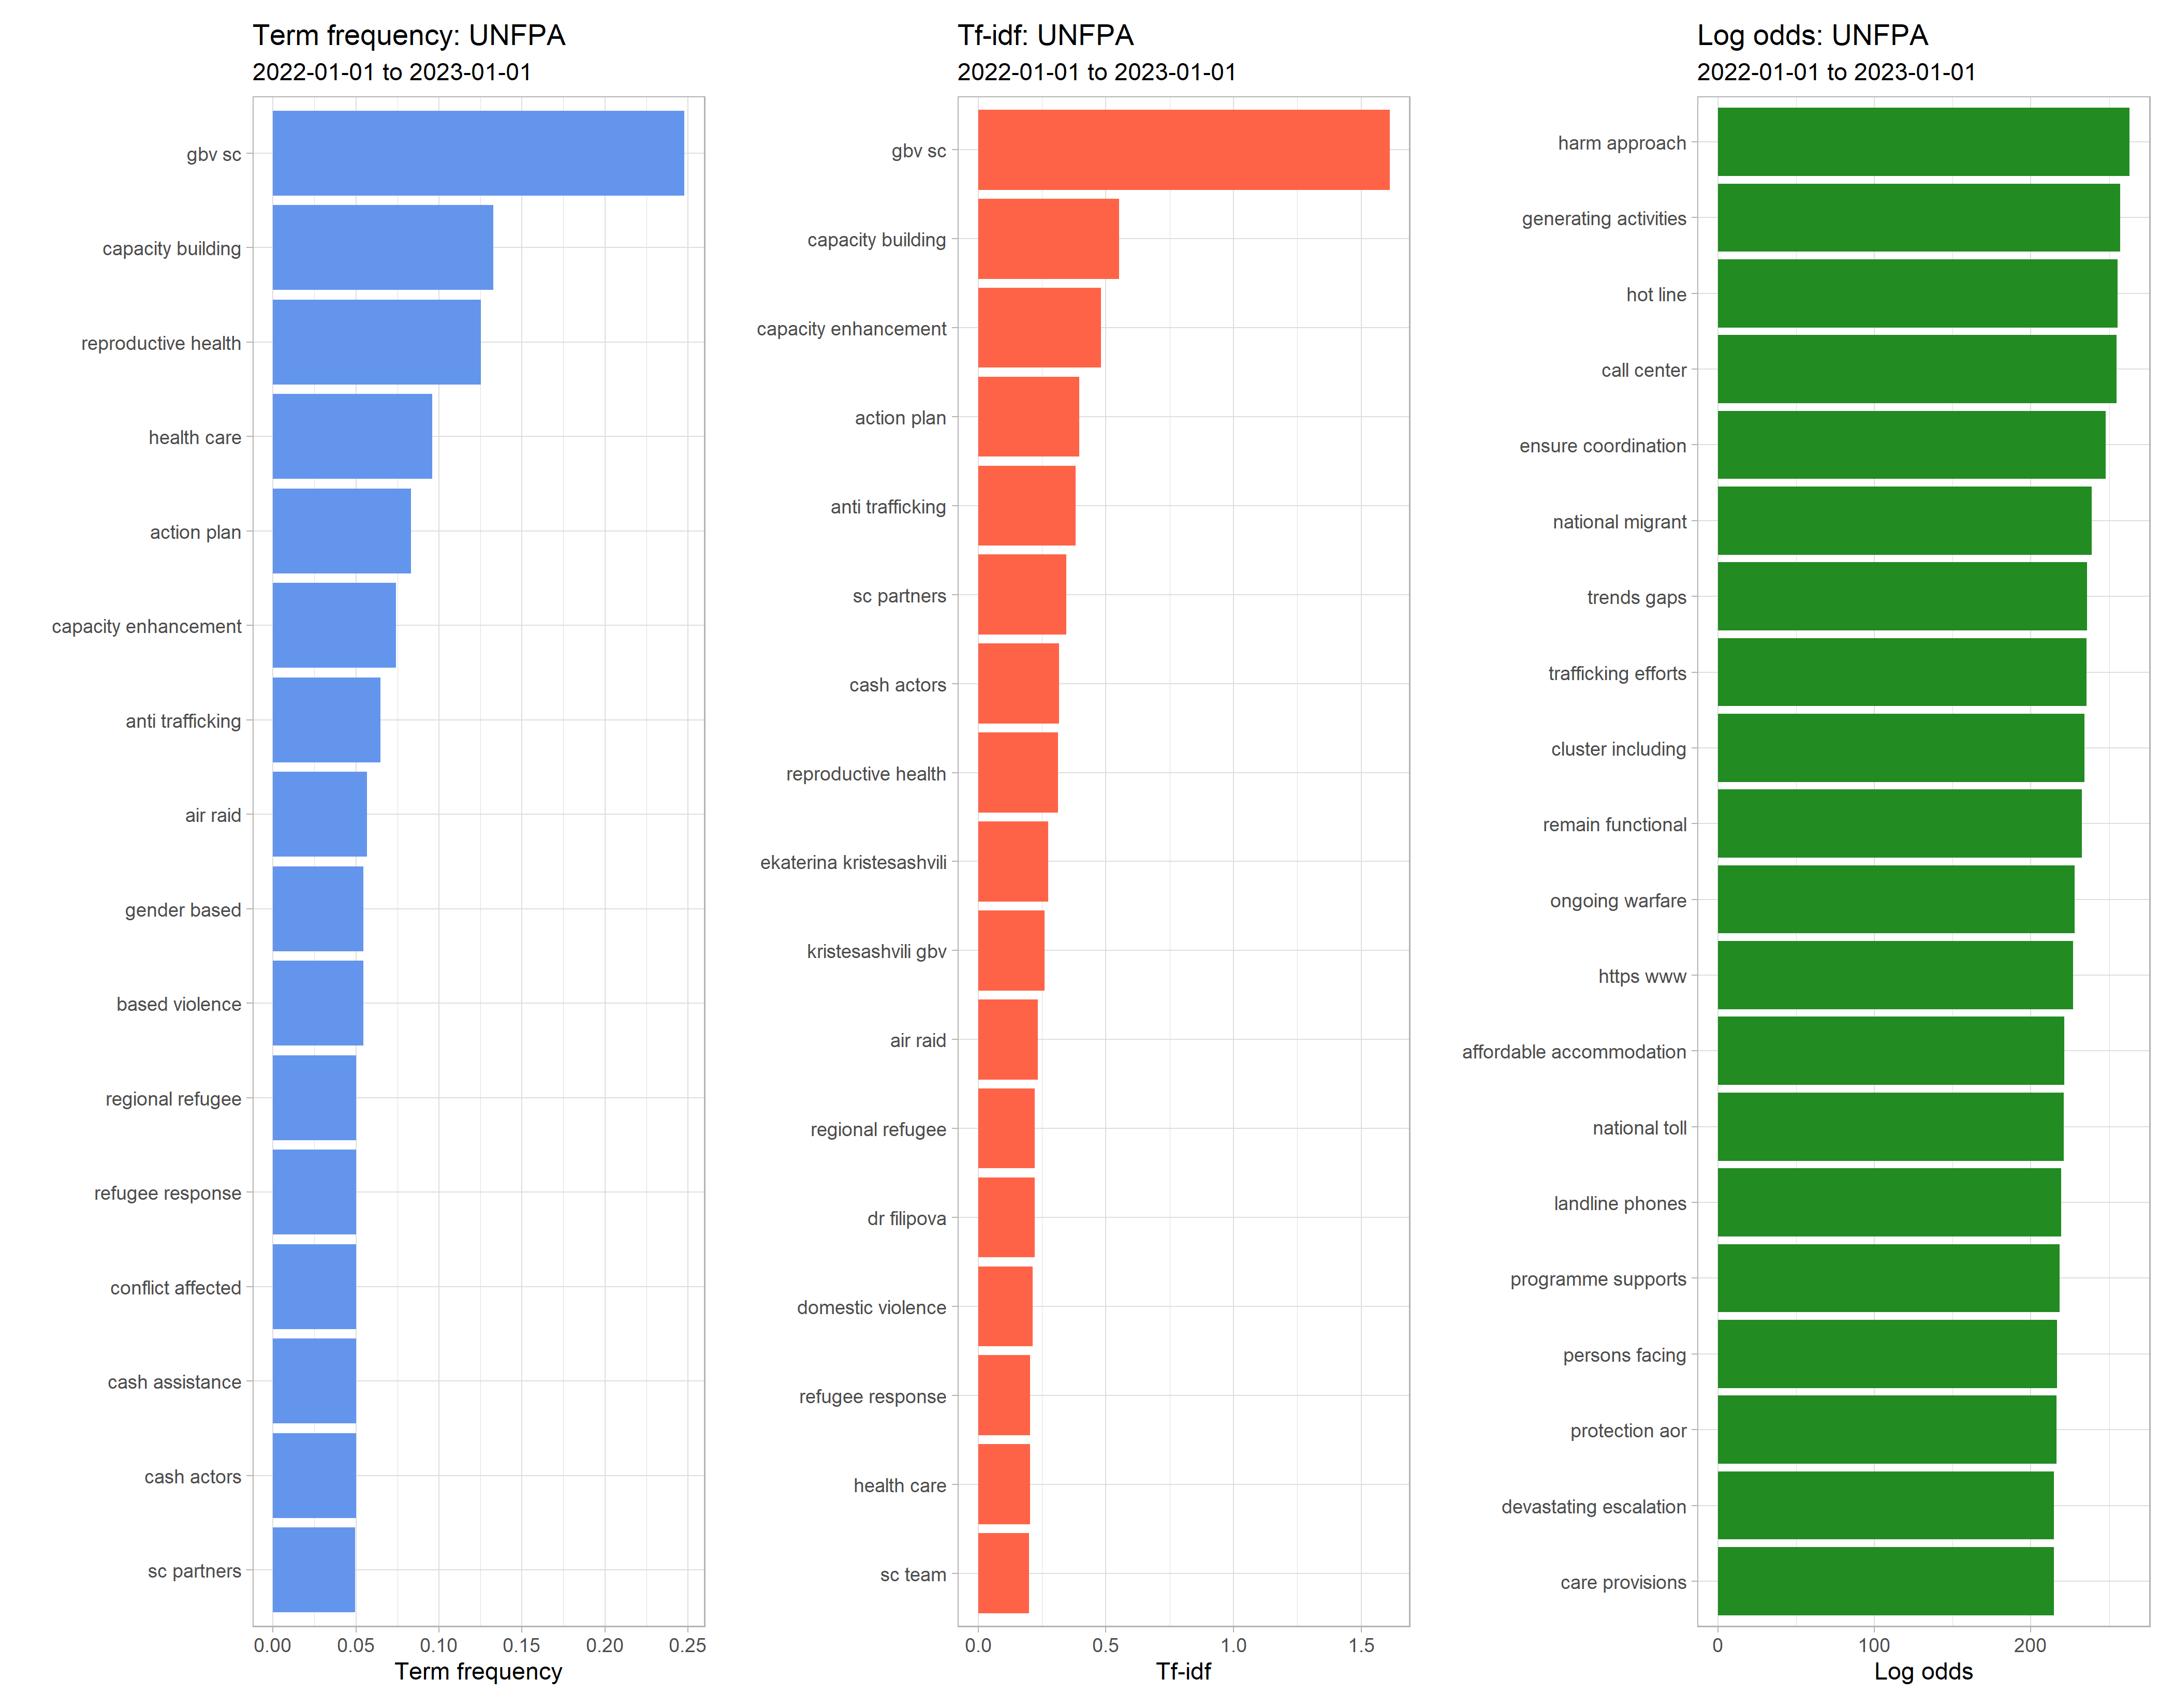 Term frequency: UNFPA
2022-01-01 to 2023-01-01
gbv sc
capacity building
reproductive health
health care
action plan
capacity enhancement
anti trafficking
air raid
gender based
based violence
regional refugee
refugee response
conflict affected
cash assistance
cash actors
sc partners
0.00 0.05 0.10 0.15 0.20 0.25
Term frequency
Tf-idf: UNFPA
2022-01-01 to 2023-01-01
gbv sc
capacity building
capacity enhancement
action plan
anti trafficking
sc partners
cash actors
reproductive health
ekaterina kristesashvili
kristesashvili gbv
air raid
regional refugee
dr filipova
domestic violence
refugee response
health care
sc team
0.0 0.5 1.0 1.5
Tf-idf
Log odds: UNFPA
2022-01-01 to 2023-01-01
harm approach
generating activities
hot line
call center
ensure coordination
national migrant
trends gaps
trafficking efforts
cluster including
remain functional
ongoing warfare
https www
affordable accommodation
national toll
landline phones
programme supports
persons facing
protection aor
devastating escalation
care provisions
0 100 200
Log odds